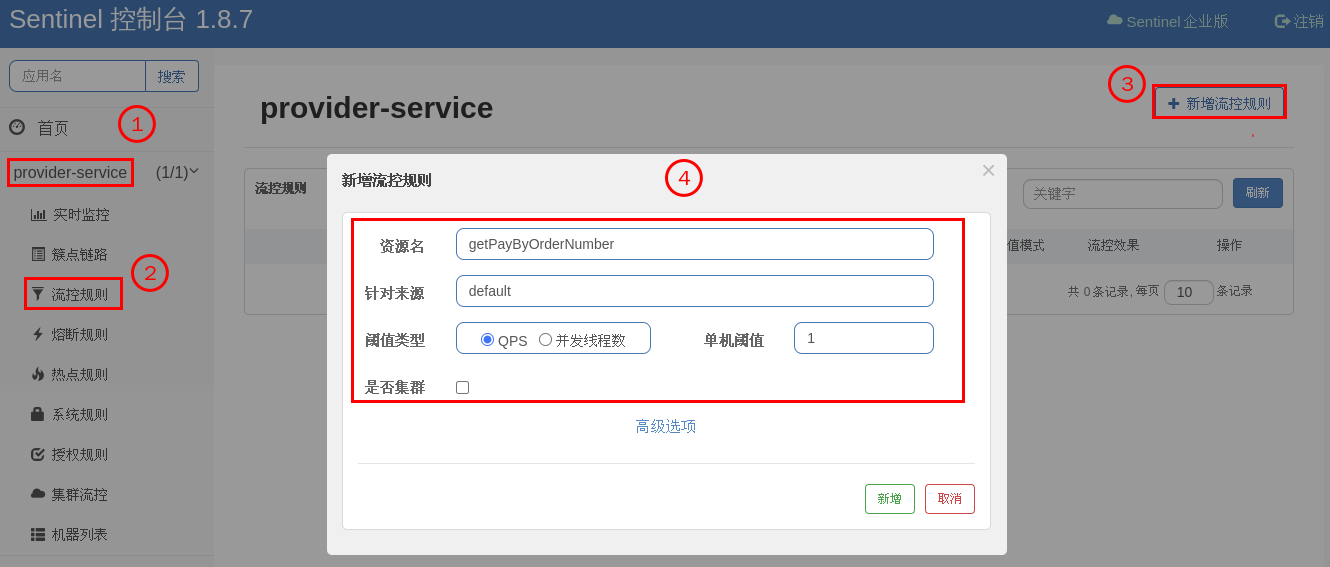 Sentinel 控制台 1.8.7
Sentinel 企业版
注销
应用名
搜索
首页
1
provider-service
(1/1)
实时监控
簇点链路
2
流控规则
熔断规则
热点规则
系统规则
授权规则
集群流控
机器列表
provider-service
3
新增流控规则
流控规则
关键字
刷新
值模式
流控效果
操作
共 0 条记录, 每页 10 条记录
新增流控规则
4
×
资源名 getPayByOrderNumber
针对来源 default
阈值类型 QPS 并发线程数 单机阈值 1
是否集群
高级选项
新增 取消